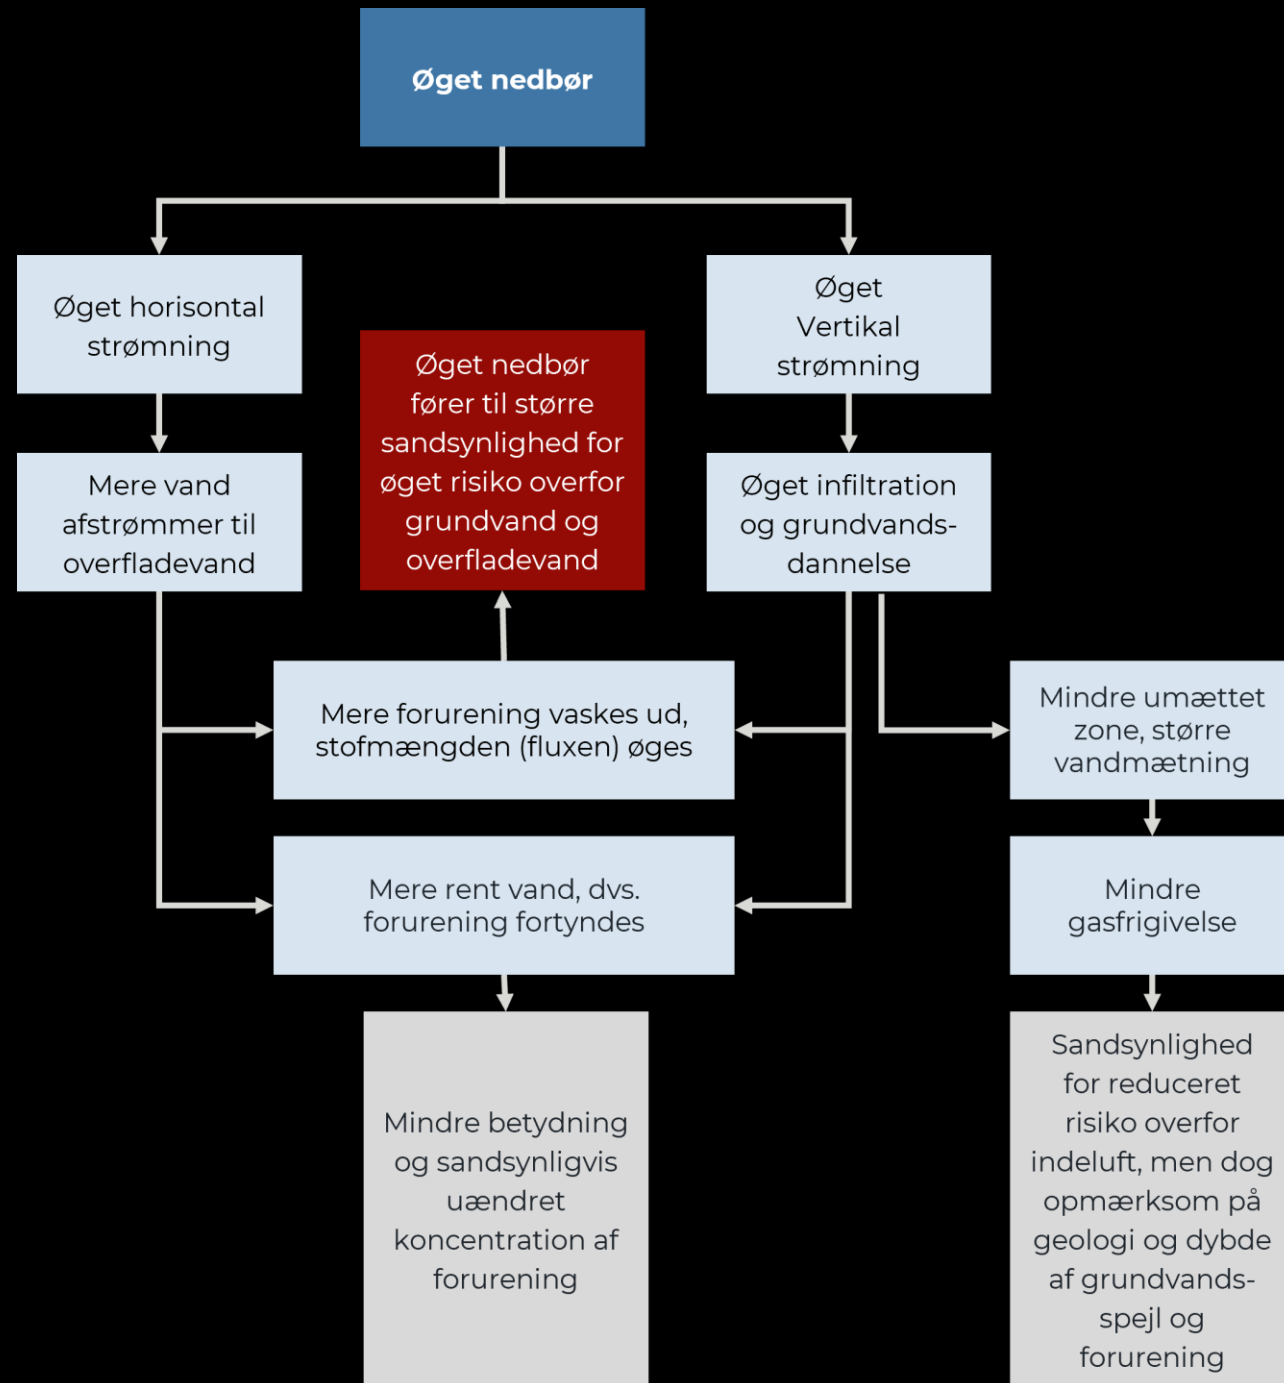 Øget nedbør
Øget horisontal
strømning
Øget
Vertikal
strømning
Øget nedbør
fører til større
sandsynlighed for
øget risiko overfor
grundvand og
overfladevand
Mere vand
afstrømmer til
overfladevand
Øget infiltration
og grundvands-
dannelse
Mere forurening vaskes ud,
stofmængden (fluxen) øges
Mindre umættet
zone, større
vandmætning
Mere rent vand, dvs.
forurening fortyndes
Mindre
gasfrigivelse
Mindre betydning
og sandsynligvis
uændret
koncentration af
forurening
Sandsynlighed
for reduceret
risiko overfor
indeluft, men dog
opmærksom på
geologi og dybde
af grundvands-
spejl og
forurening